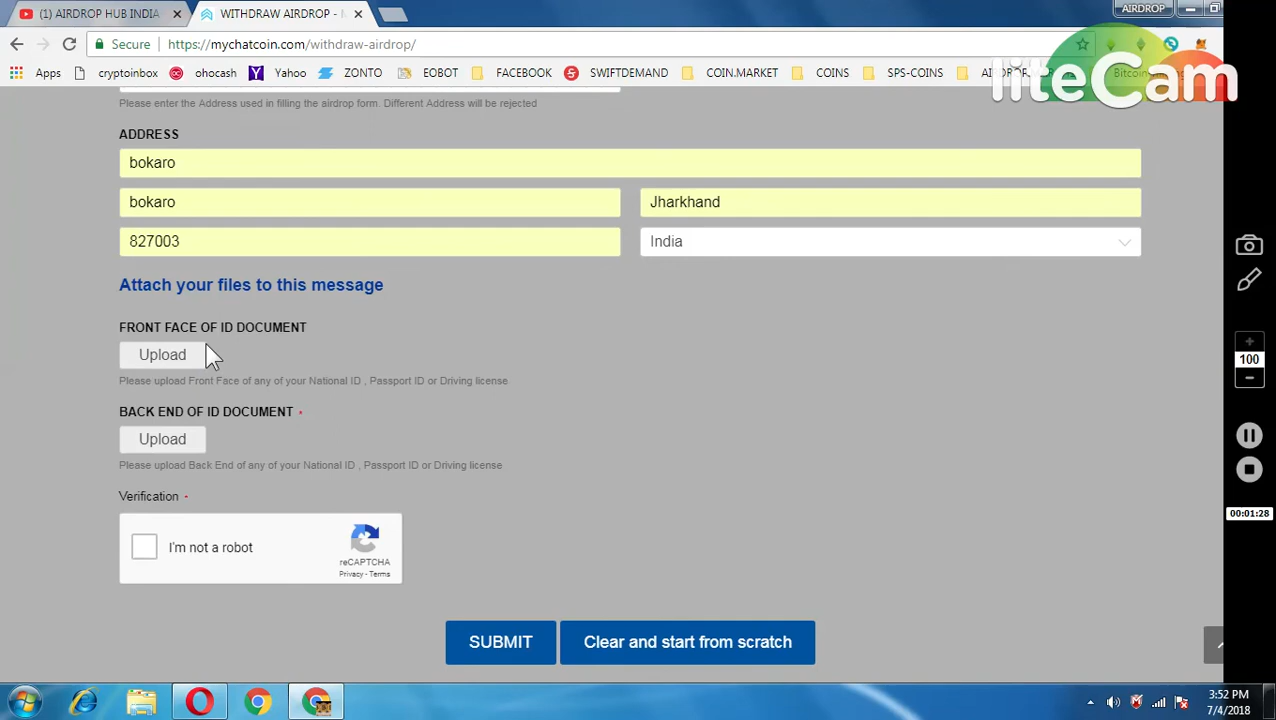 (1) AIRDROP HUB INDIA
WITHDRAW AIRDROP -
AIRDROP
Secure
https://mychatcoin.com/withdraw-airdrop/
Apps cryptoinbox ohocash Yahoo ZONTO EOBOT FACEBOOK SWIFTDEMAND COIN.MARKET COINS SPS-COINS
liteCam
Please enter the Address used in filling the airdrop form. Different Address will be rejected
ADDRESS
bokaro
bokaro Jharkhand
827003 India
Attach your files to this message
FRONT FACE OF ID DOCUMENT
Upload
Please upload Front Face of any of your National ID , Passport ID or Driving license
BACK END OF ID DOCUMENT *
Upload
Please upload Back End of any of your National ID , Passport ID or Driving license
Verification *
I'm not a robot
reCAPTCHA
Privacy - Terms
100
00:01:28
SUBMIT Clear and start from scratch
3:52 PM
7/4/2018